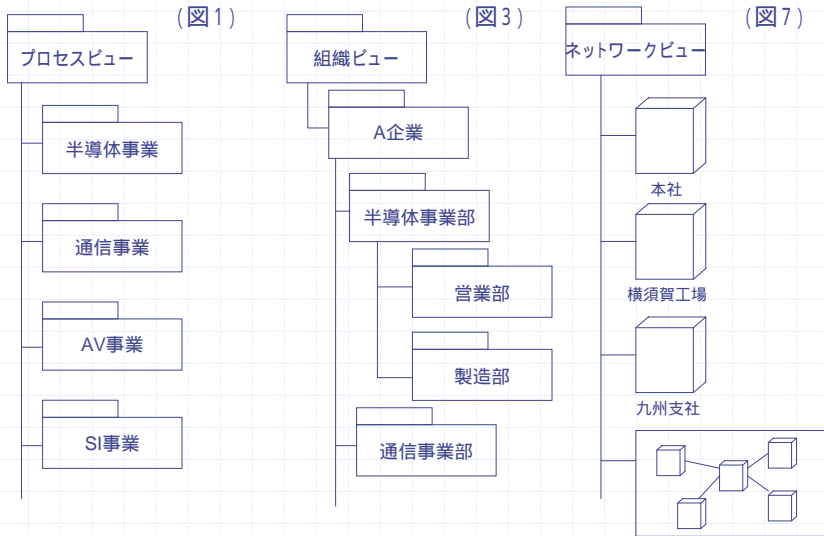 (図1)
プロセスビュー
半導体事業
通信事業
AV事業
SI事業
(図3)
組織ビュー
A企業
半導体事業部
営業部
製造部
通信事業部
(図7)
ネットワークビュー
本社
横須賀工場
九州支社